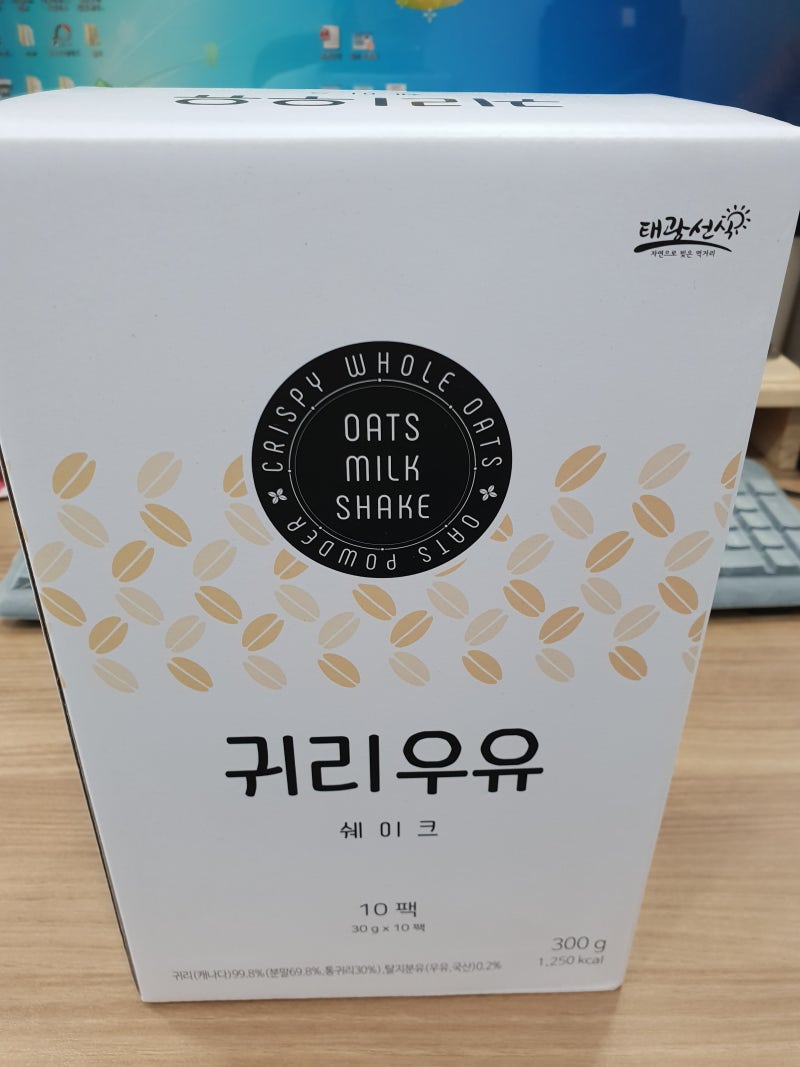 태광선식
자연으로 빚은 먹거리
CRISPY WHOLE OATS
OATS
MILK
SHAKE
OATS POWDER
귀리우유
쉐이크
10 팩
30 g x 10 팩
300 g
1,250 kcal
귀리(캐나다)99.8%(분말69.8%,통귀리30%),탈지분유(우유,국산)0.2%